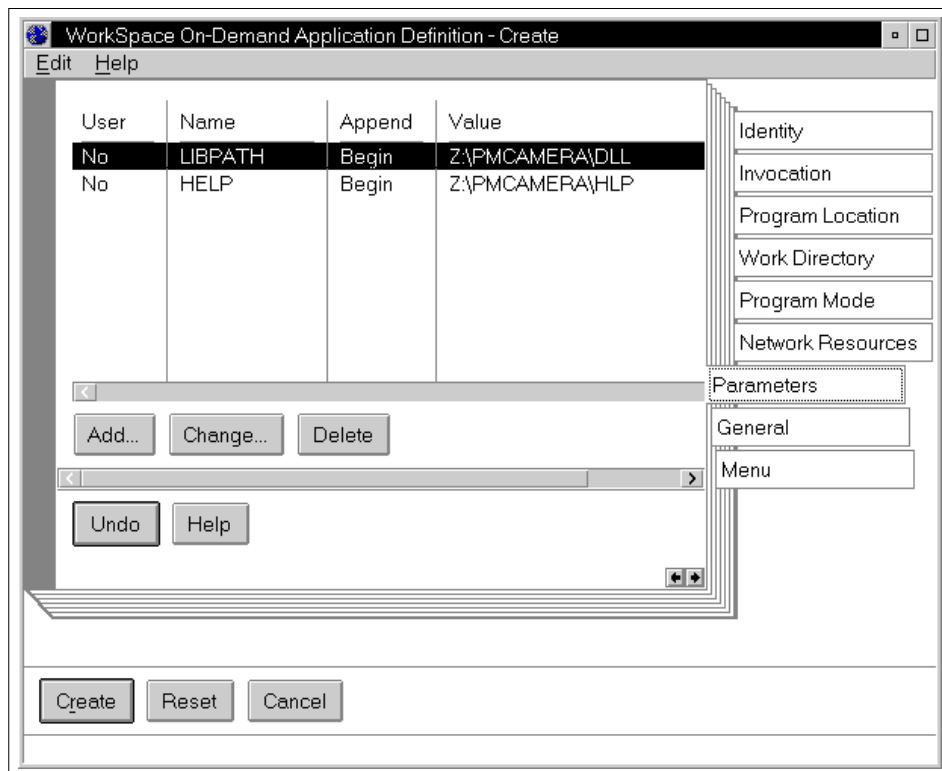 WorkSpace On-Demand Application Definition - Create
Edit Help
User Name Append Value
No LIBPATH Begin Z:\PMCAMERA\DLL
No HELP Begin Z:\PMCAMERA\HLP
Identity
Invocation
Program Location
Work Directory
Program Mode
Network Resources
Parameters
General
Menu
Add... Change... Delete
Undo Help
Create Reset Cancel